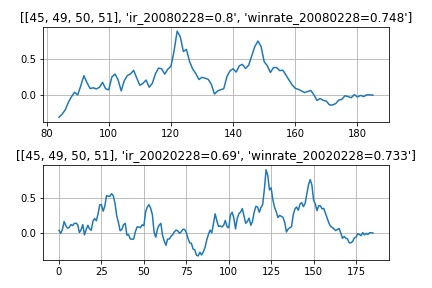 [[45, 49, 50, 51], 'ir_20080228=0.8', 'winrate_20080228=0.748']
0.5
0.0
80 100 120 140 160 180
[[45, 49, 50, 51], 'ir_20020228=0.69', 'winrate_20020228=0.733']
0.5
0.0
0 25 50 75 100 125 150 175